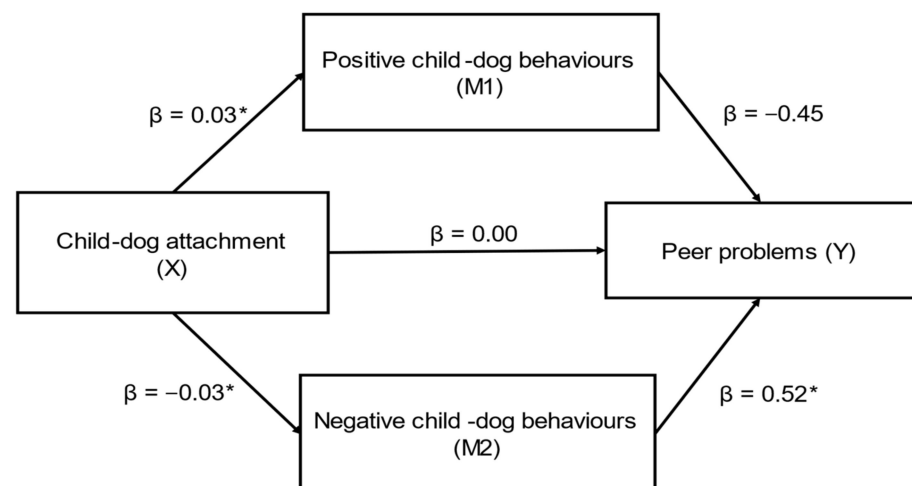 Positive child-dog behaviours
(M1)
β = 0.03*
β = −0.45
Child-dog attachment
(X)
β = 0.00
Peer problems (Y)
β = −0.03*
β = 0.52*
Negative child -dog behaviours
(M2)